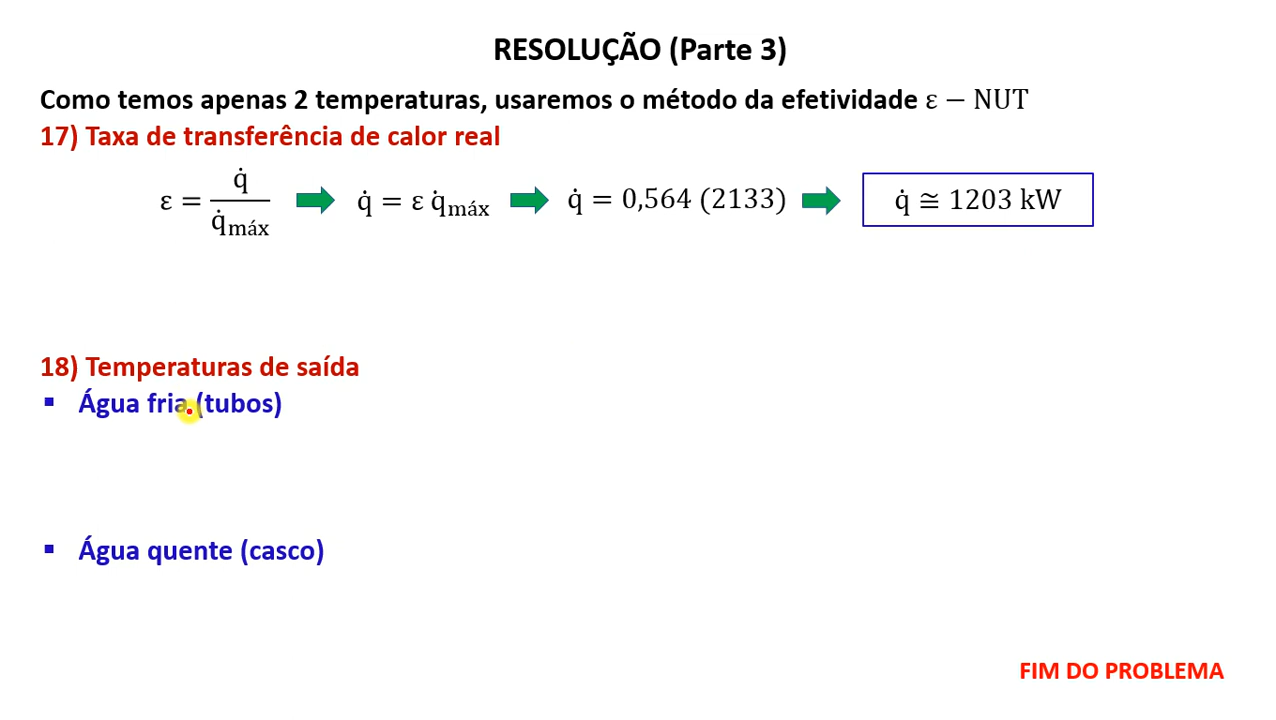 RESOLUÇÃO (Parte 3)
Como temos apenas 2 temperaturas, usaremos o método da efetividade ε − NUT
17) Taxa de transferência de calor real
ε = q̇ / q̇máx ➡ q̇ = ε q̇máx ➡ q̇ = 0,564 (2133) ➡ q̇ ≅ 1203 kW
18) Temperaturas de saída
▪ Água fria (tubos)
▪ Água quente (casco)
FIM DO PROBLEMA